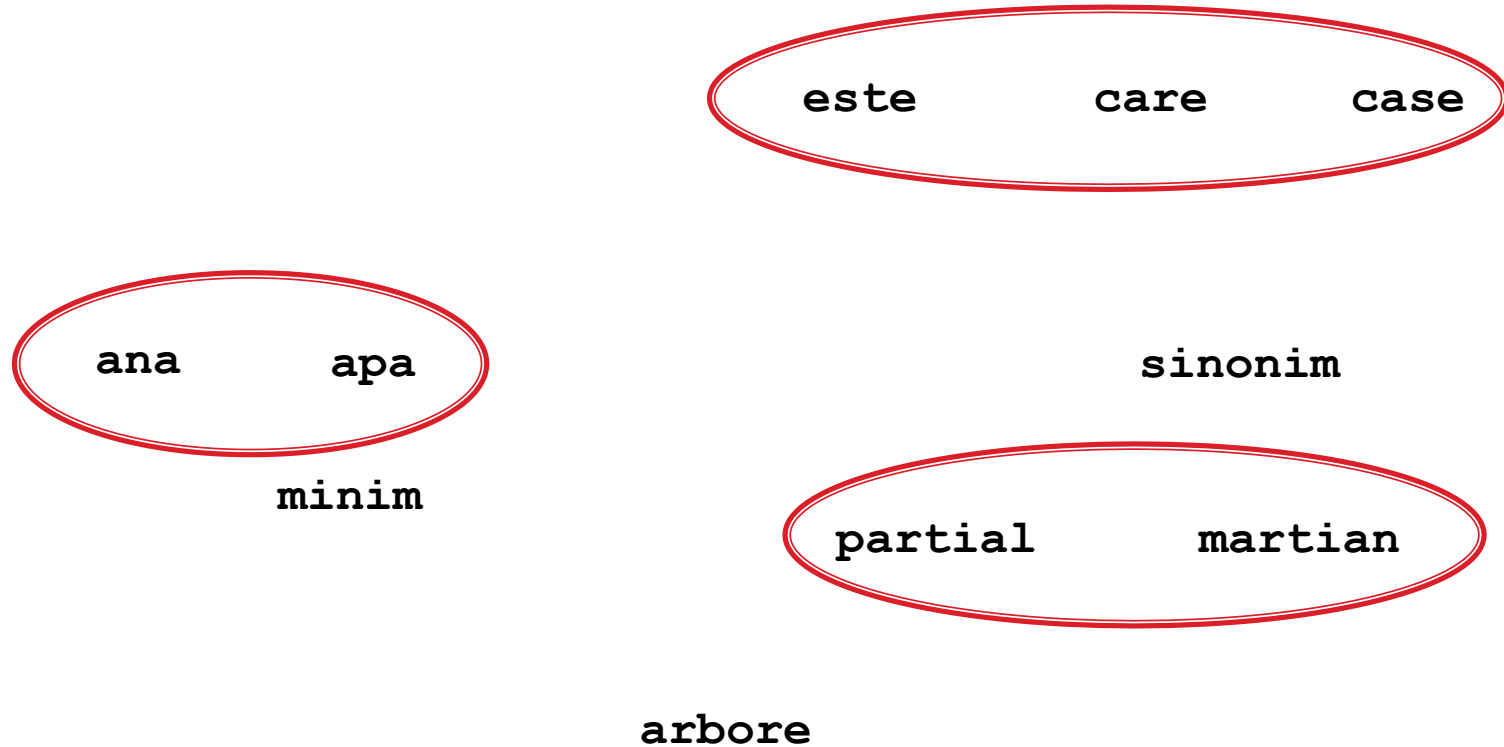 este care case
ana apa
sinonim
minim
partial martian
arbore